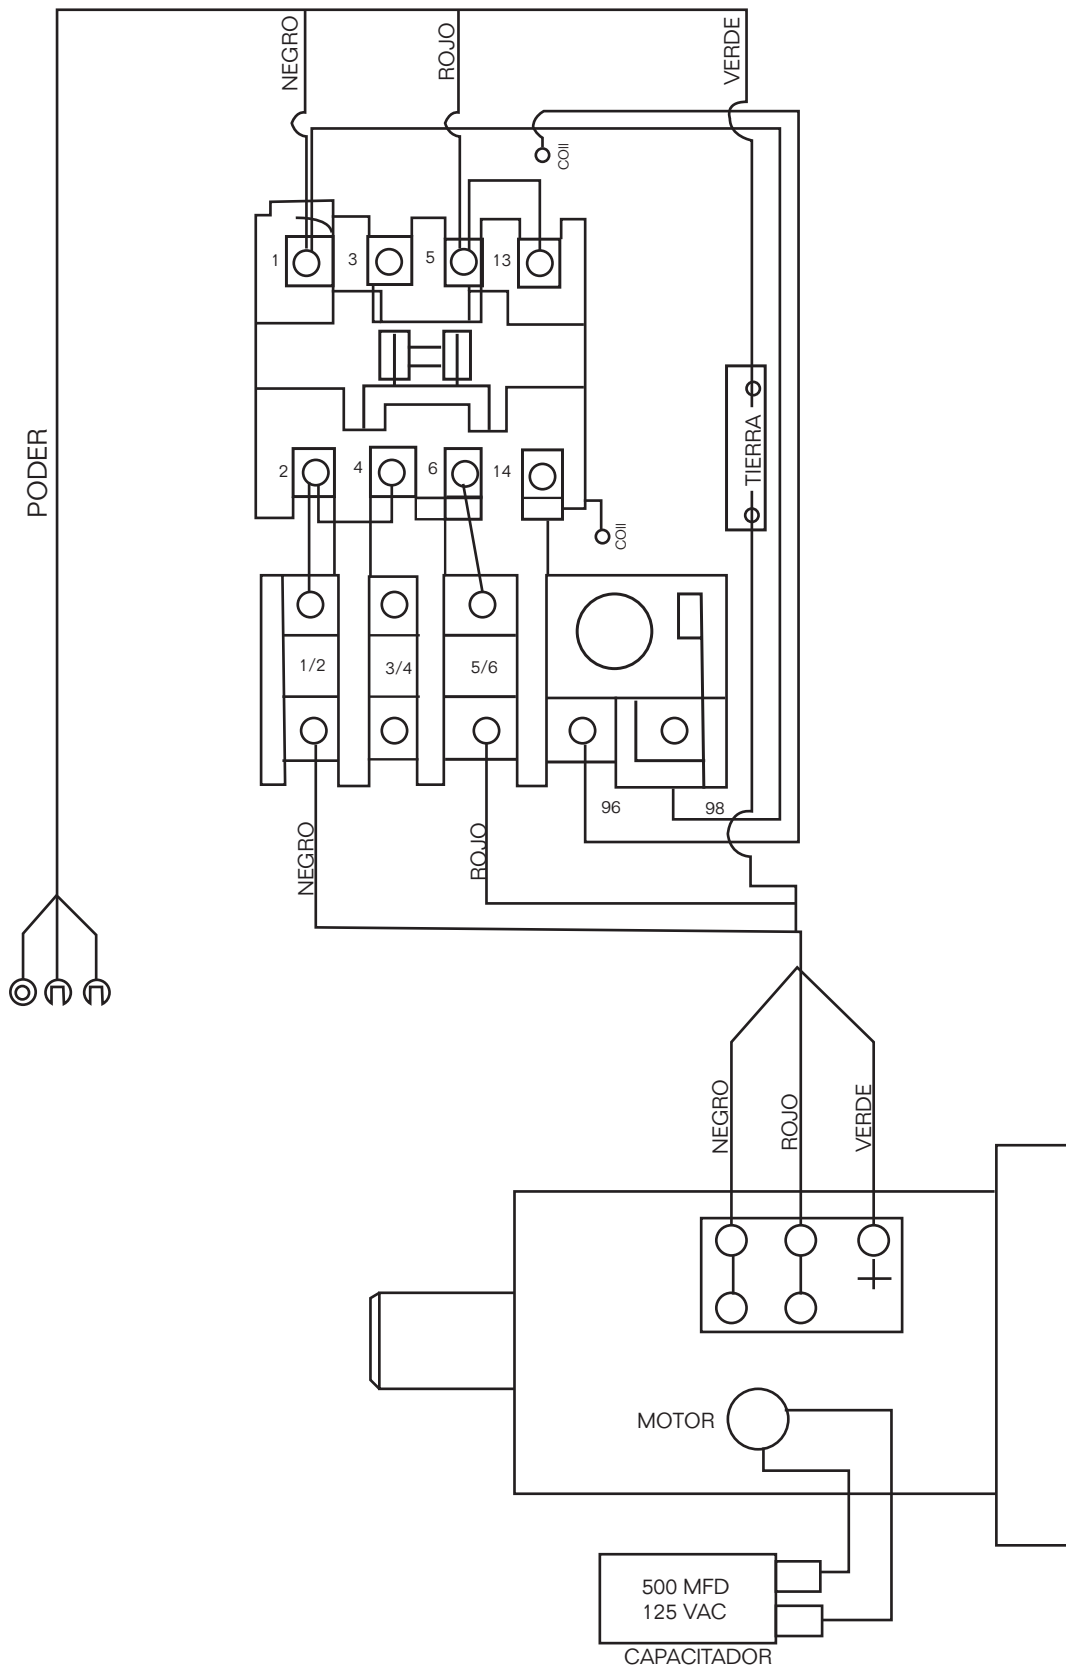 NEGRO
ROJO
VERDE
COIL
1
3
5
13
PODER
TIERRA
2
4
6
14
COIL
1/2
3/4
5/6
96
98
NEGRO
ROJO
NEGRO
ROJO
VERDE
MOTOR
500 MFD
125 VAC
CAPACITADOR